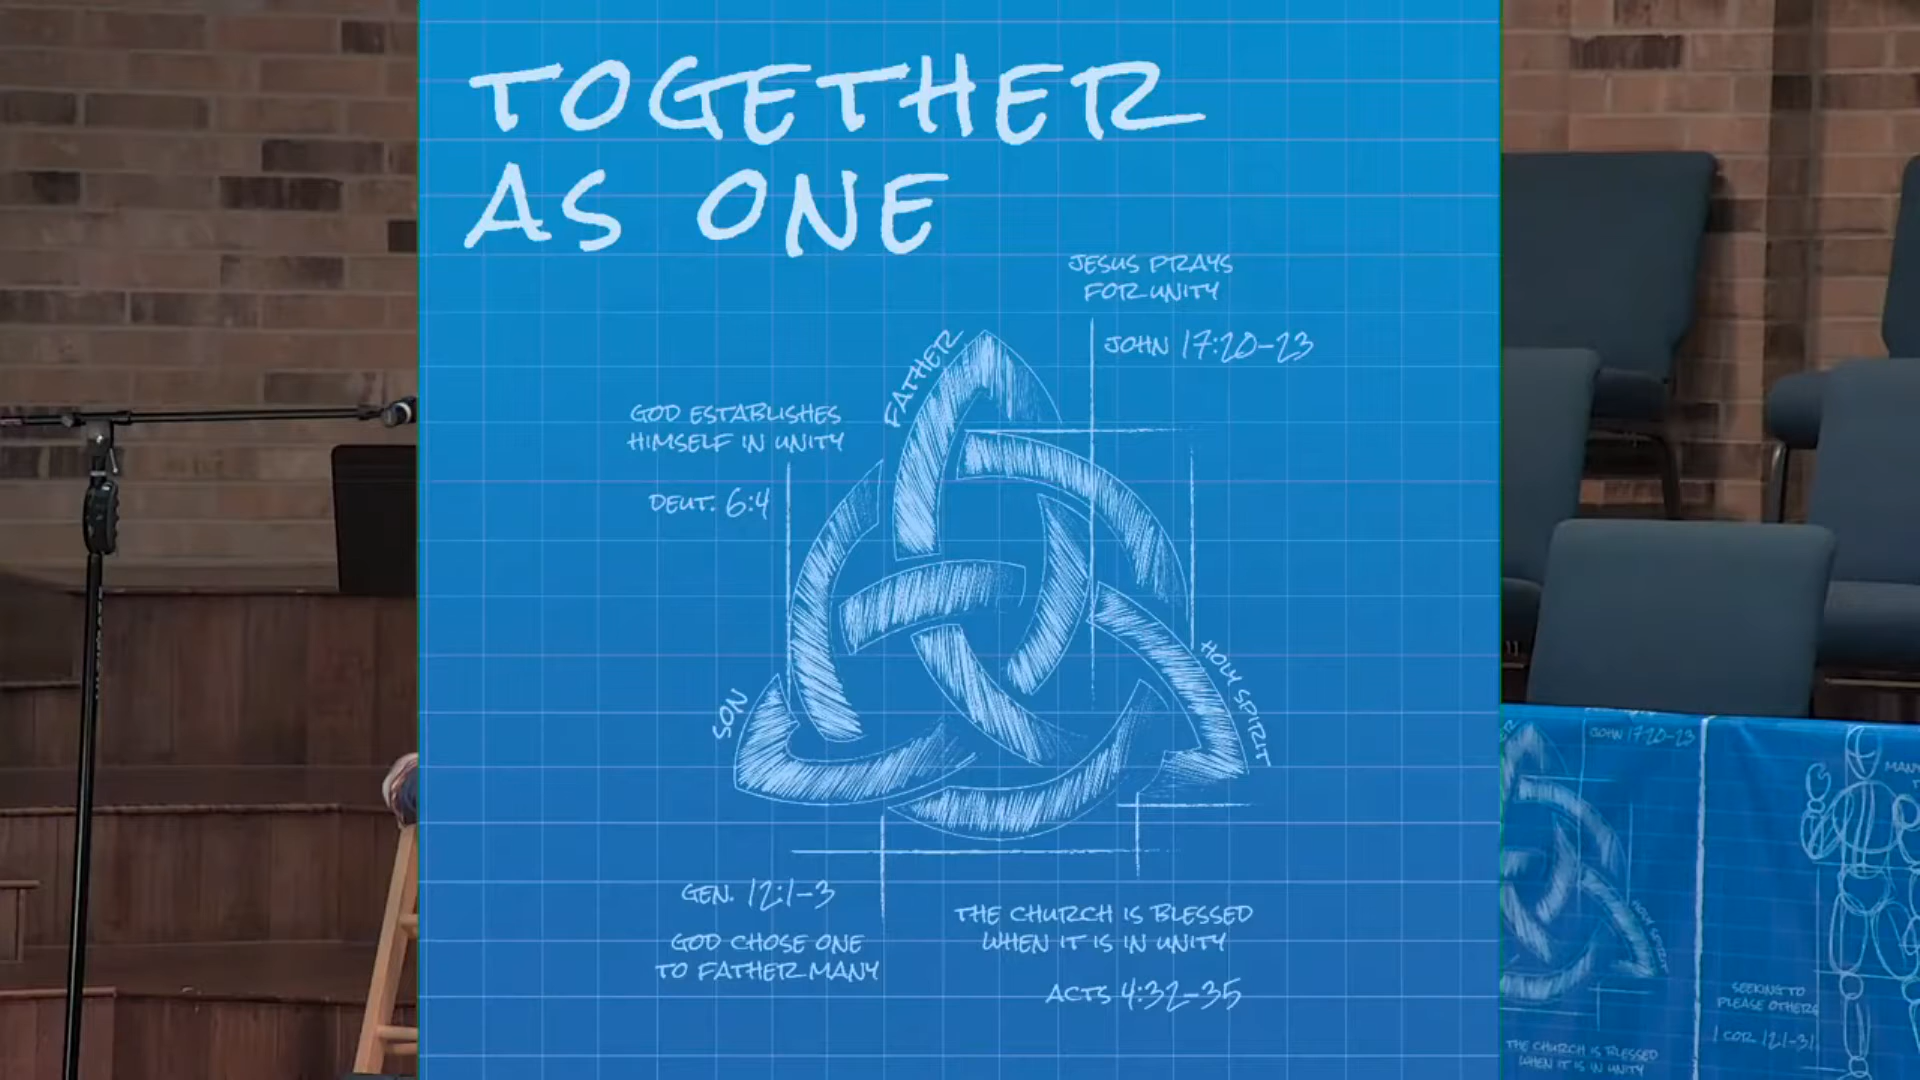 TOGETHER
AS ONE
JESUS PRAYS
FOR UNITY
JOHN 17:20-23
FATHER
GOD ESTABLISHES
HIMSELF IN UNITY
DEUT. 6:4
SON
HOLY SPIRIT
GEN. 12:1-3
GOD CHOSE ONE
TO FATHER MANY
THE CHURCH IS BLESSED
WHEN IT IS IN UNITY
ACTS 4:32-35
JOHN 17:20-23
HOLY SPIRIT
SEEKING TO
PLEASE OTHERS
1 COR 12:1-31
THE CHURCH IS BLESSED
WHEN IT IS IN UNITY